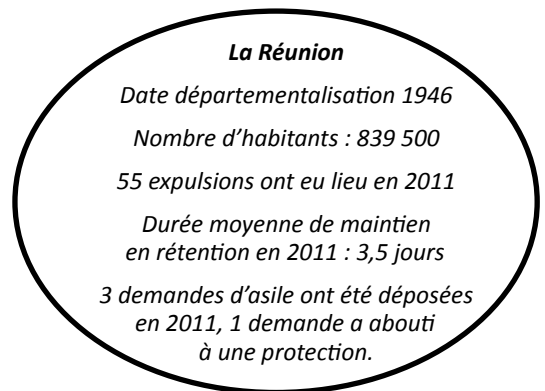 La Réunion
Date départementalisation 1946
Nombre d’habitants : 839 500
55 expulsions ont eu lieu en 2011
Durée moyenne de maintien
en rétention en 2011 : 3,5 jours
3 demandes d’asile ont été déposées
en 2011, 1 demande a abouti
à une protection.